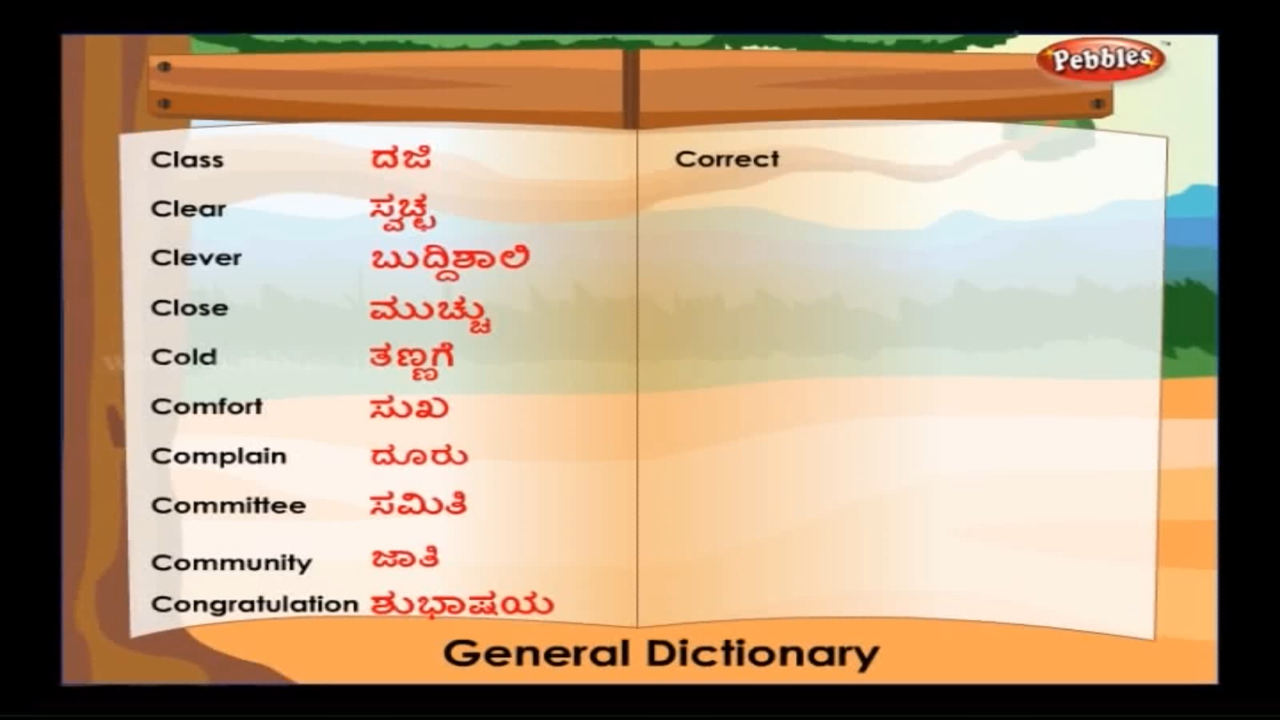 Pebbles™
Class ದಜಿ
Clear ಸ್ವಚ್ಛ
Clever ಬುದ್ದಿಶಾಲಿ
Close ಮುಚ್ಚು
Cold ತಣ್ಣಗೆ
Comfort ಸುಖ
Complain ದೂರು
Committee ಸಮಿತಿ
Community ಜಾತಿ
Congratulation ಶುಭಾಷಯ
Correct
General Dictionary